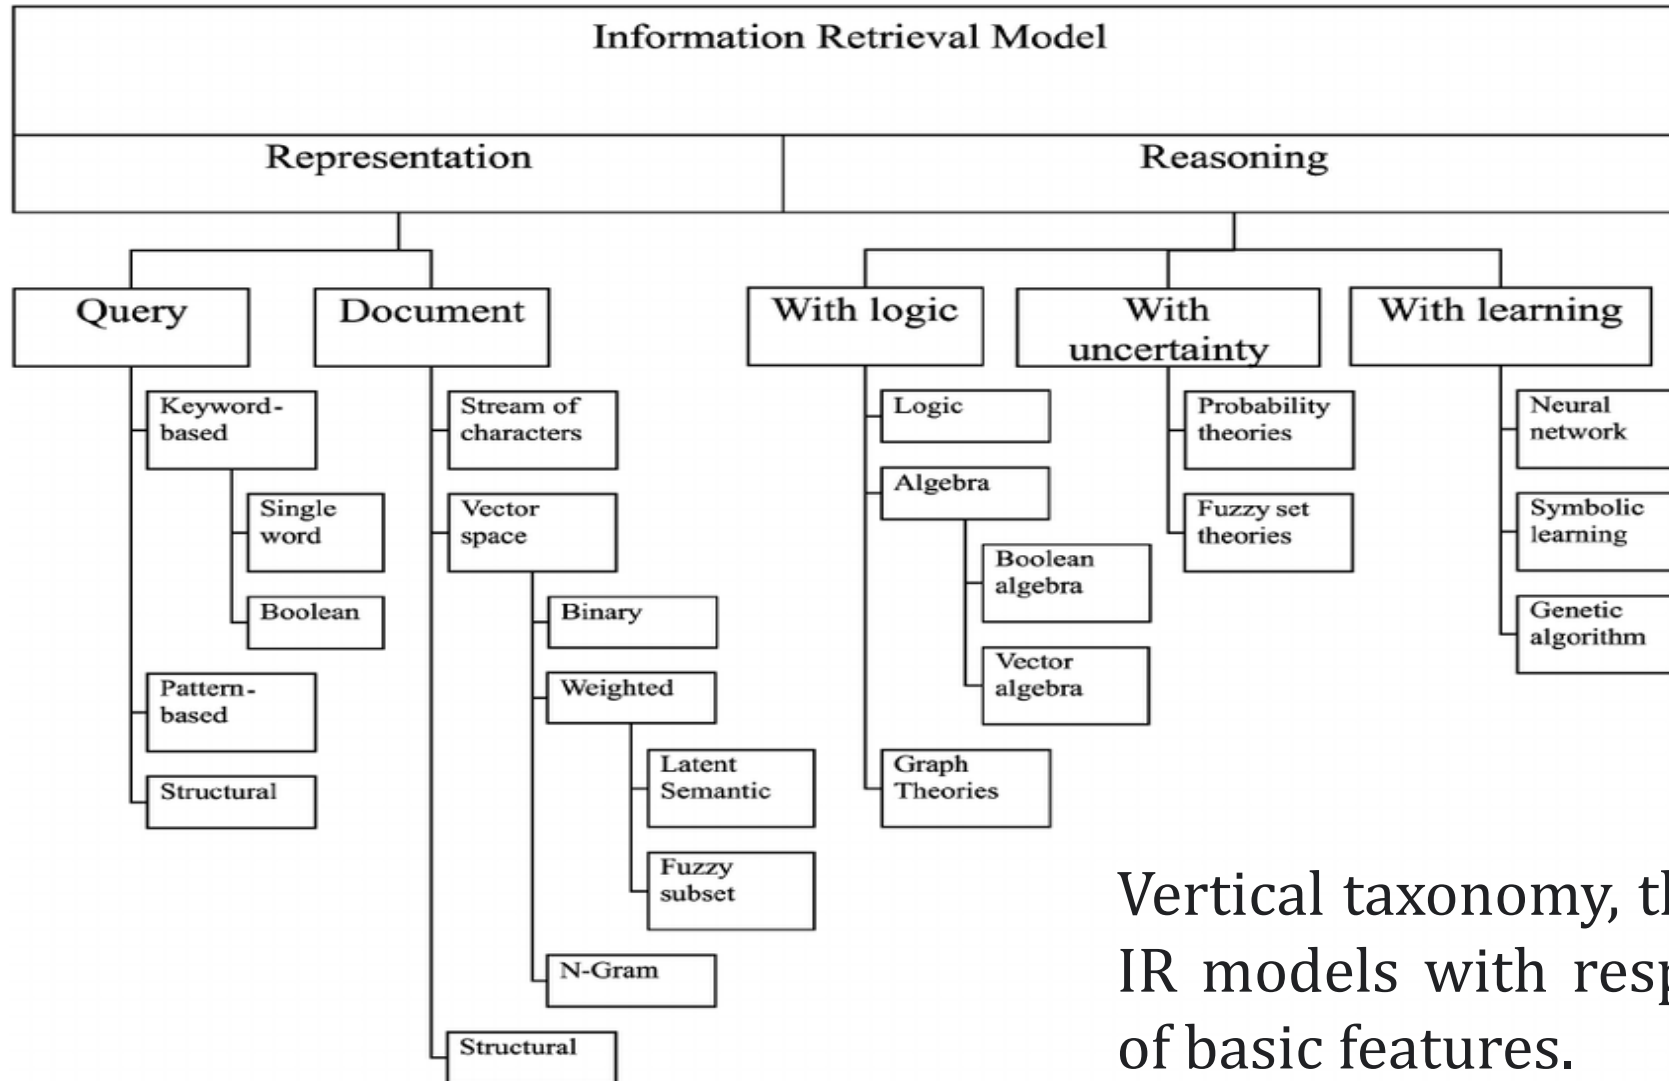 Information Retrieval Model
Representation
Reasoning
Query
Document
With logic
With
uncertainty
With learning
Keyword-
based
Single
word
Boolean
Pattern-
based
Structural
Stream of
characters
Vector
space
Binary
Weighted
Latent
Semantic
Fuzzy
subset
N-Gram
Structural
Logic
Algebra
Boolean
algebra
Vector
algebra
Graph
Theories
Probability
theories
Fuzzy set
theories
Neural
network
Symbolic
learning
Genetic
algorithm
Vertical taxonomy,
IR models with
of basic features.